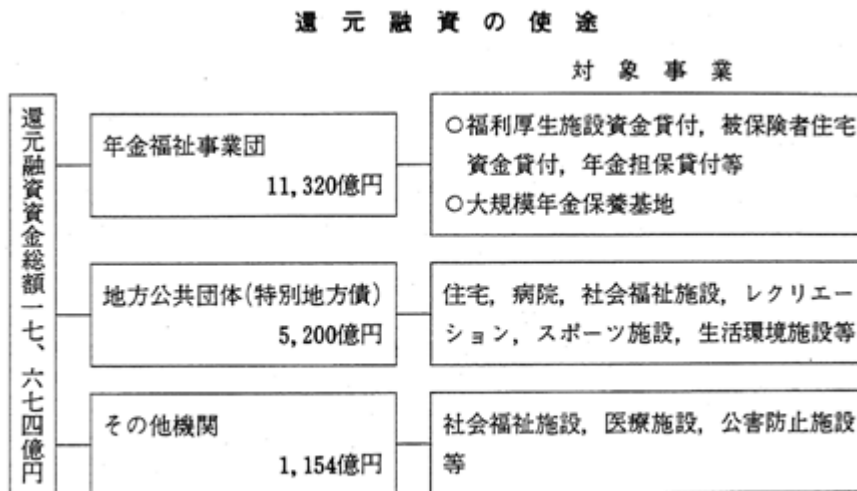 還元融資の使途
対象事業
還元融資資金総額一七、六七四億円
年金福祉事業団
11,320億円
○福利厚生施設資金貸付，被保険者住宅
資金貸付，年金担保貸付等
○大規模年金保養基地
地方公共団体(特別地方債)
5,200億円
住宅，病院，社会福祉施設，レクリエー
ション，スポーツ施設，生活環境施設等
その他機関
1,154億円
社会福祉施設，医療施設，公害防止施設
等